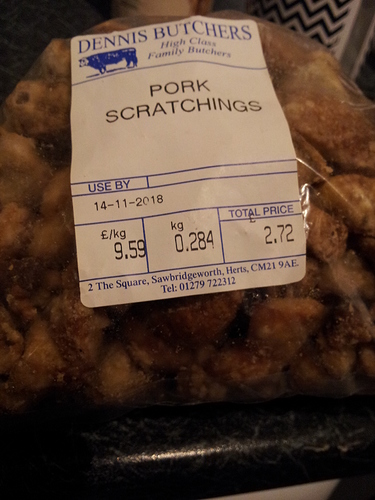 DENNIS BUTCHERS
High Class
Family Butchers
PORK
SCRATCHINGS
USE BY
14-11-2018
£/kg
9.59
kg
0.284
TOTAL PRICE
£
2.72
2 The Square, Sawbridgeworth, Herts, CM21 9AE.
Tel: 01279 722312